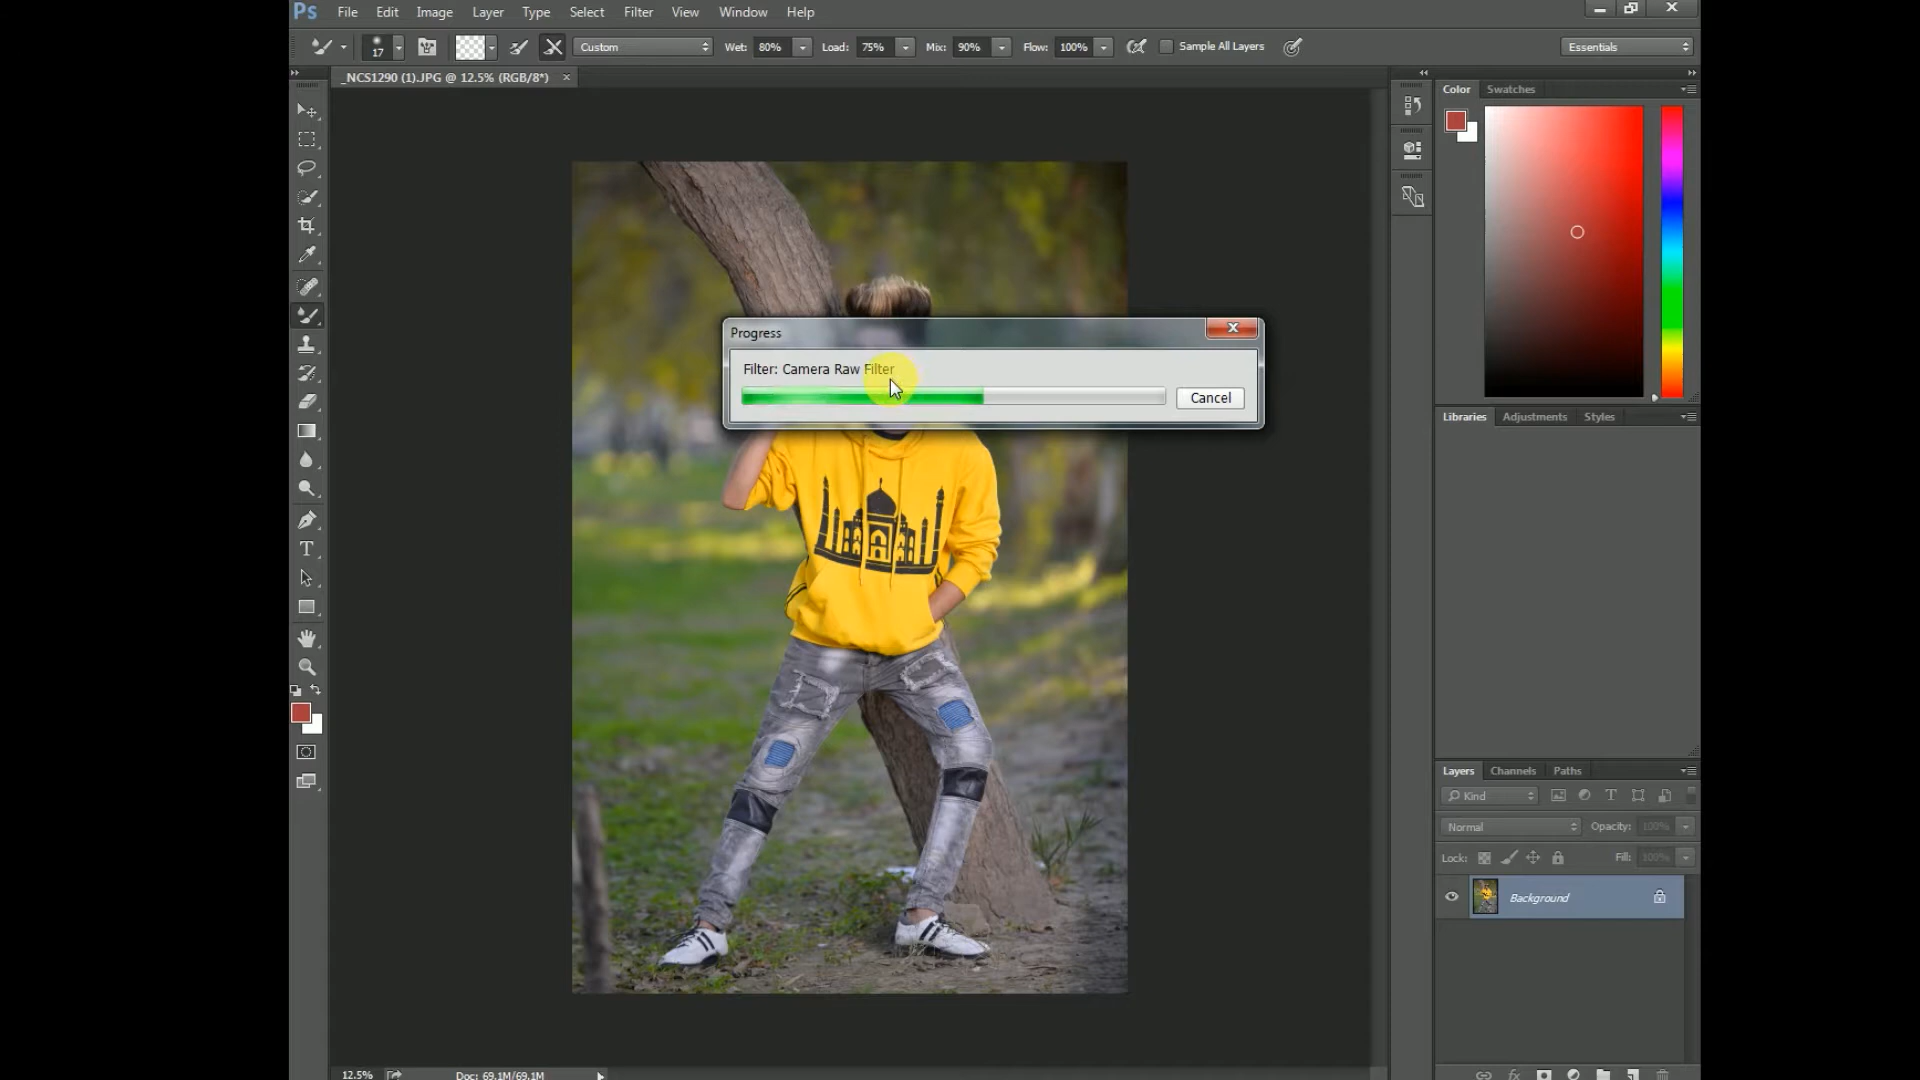 Ps File Edit Image Layer Type Select Filter View Window Help
17 Custom Wet: 80% Load: 75% Mix: 90% Flow: 100% Sample All Layers Essentials
_NCS1290 (1).JPG @ 12.5% (RGB/8*) ×
Color Swatches
Progress
Filter: Camera Raw Filter
Cancel
Libraries Adjustments Styles
Layers Channels Paths
Kind
Normal Opacity: 100%
Lock: Fill: 100%
Background
12.5% Doc: 69.1M/69.1M